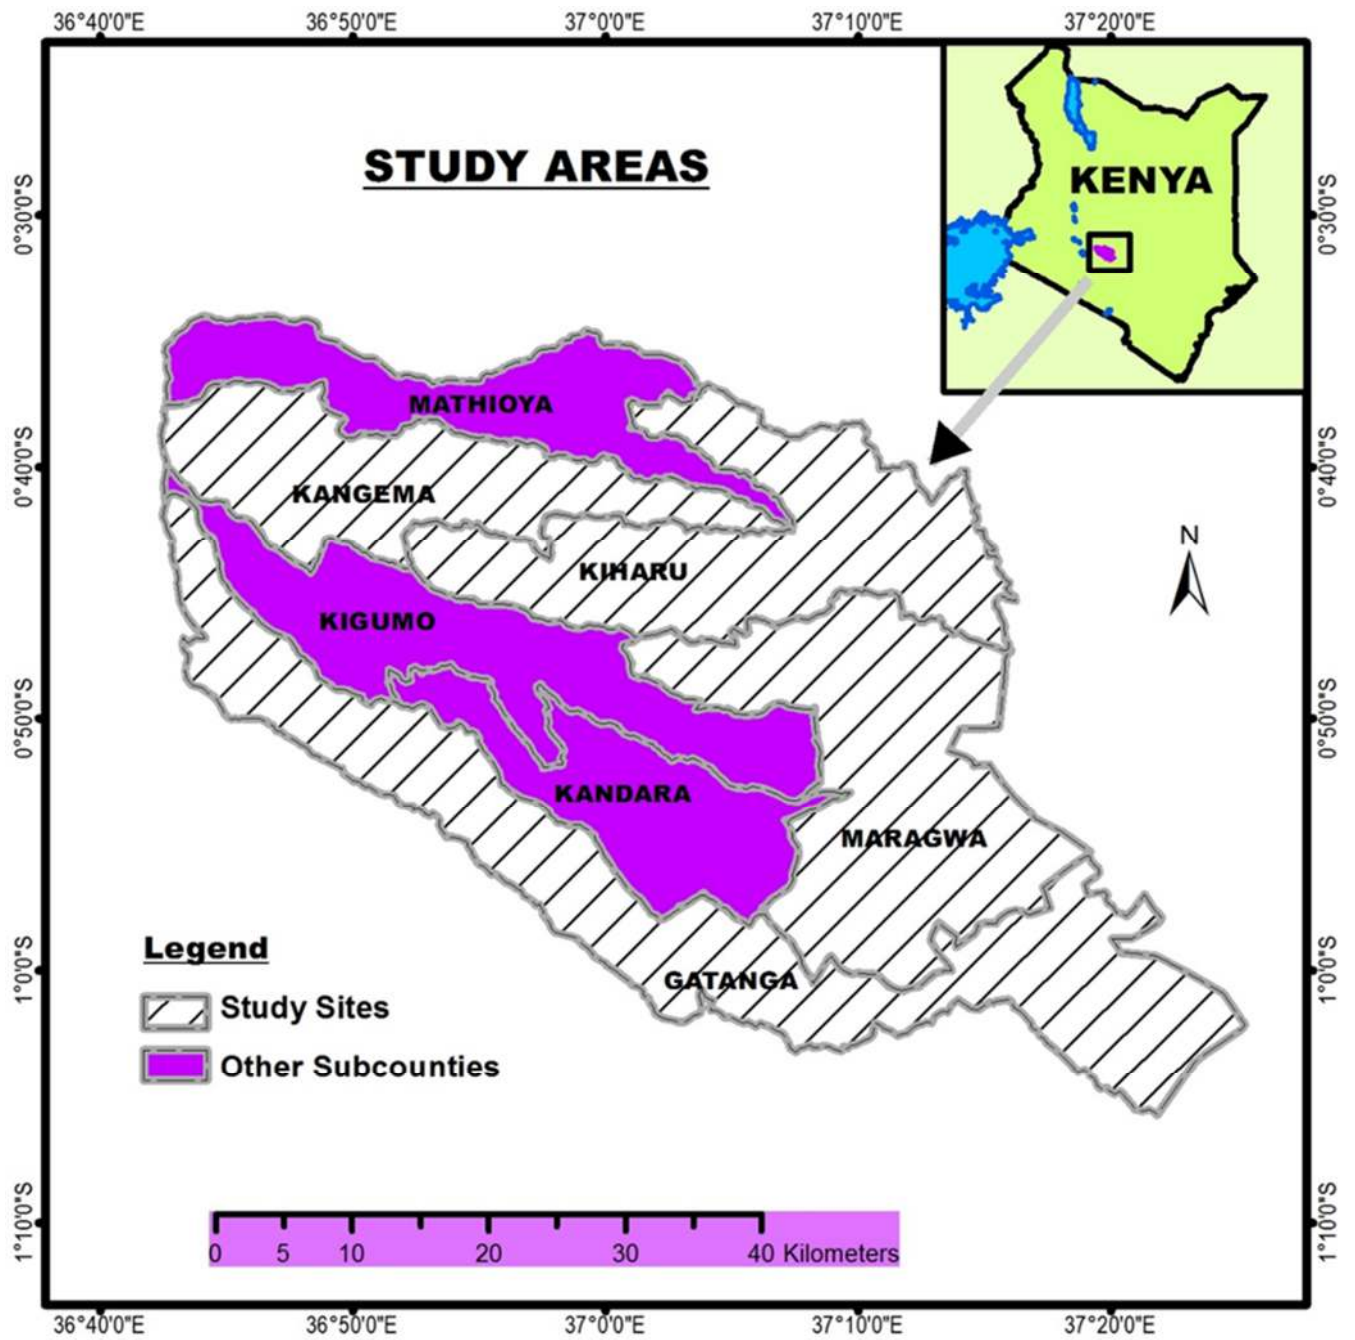 36°40'0"E 36°50'0"E 37°0'0"E 37°10'0"E 37°20'0"E
STUDY AREAS
KENYA
0°30'0"S 0°30'0"S
MATHIOYA
0°40'0"S 0°40'0"S
KANGEMA
N
KIHARU
KIGUMO
0°50'0"S 0°50'0"S
KANDARA
MARAGWA
Legend
1°0'0"S 1°0'0"S
GATANGA
Study Sites
Other Subcounties
1°10'0"S 1°10'0"S
0 5 10 20 30 40 Kilometers
36°40'0"E 36°50'0"E 37°0'0"E 37°10'0"E 37°20'0"E